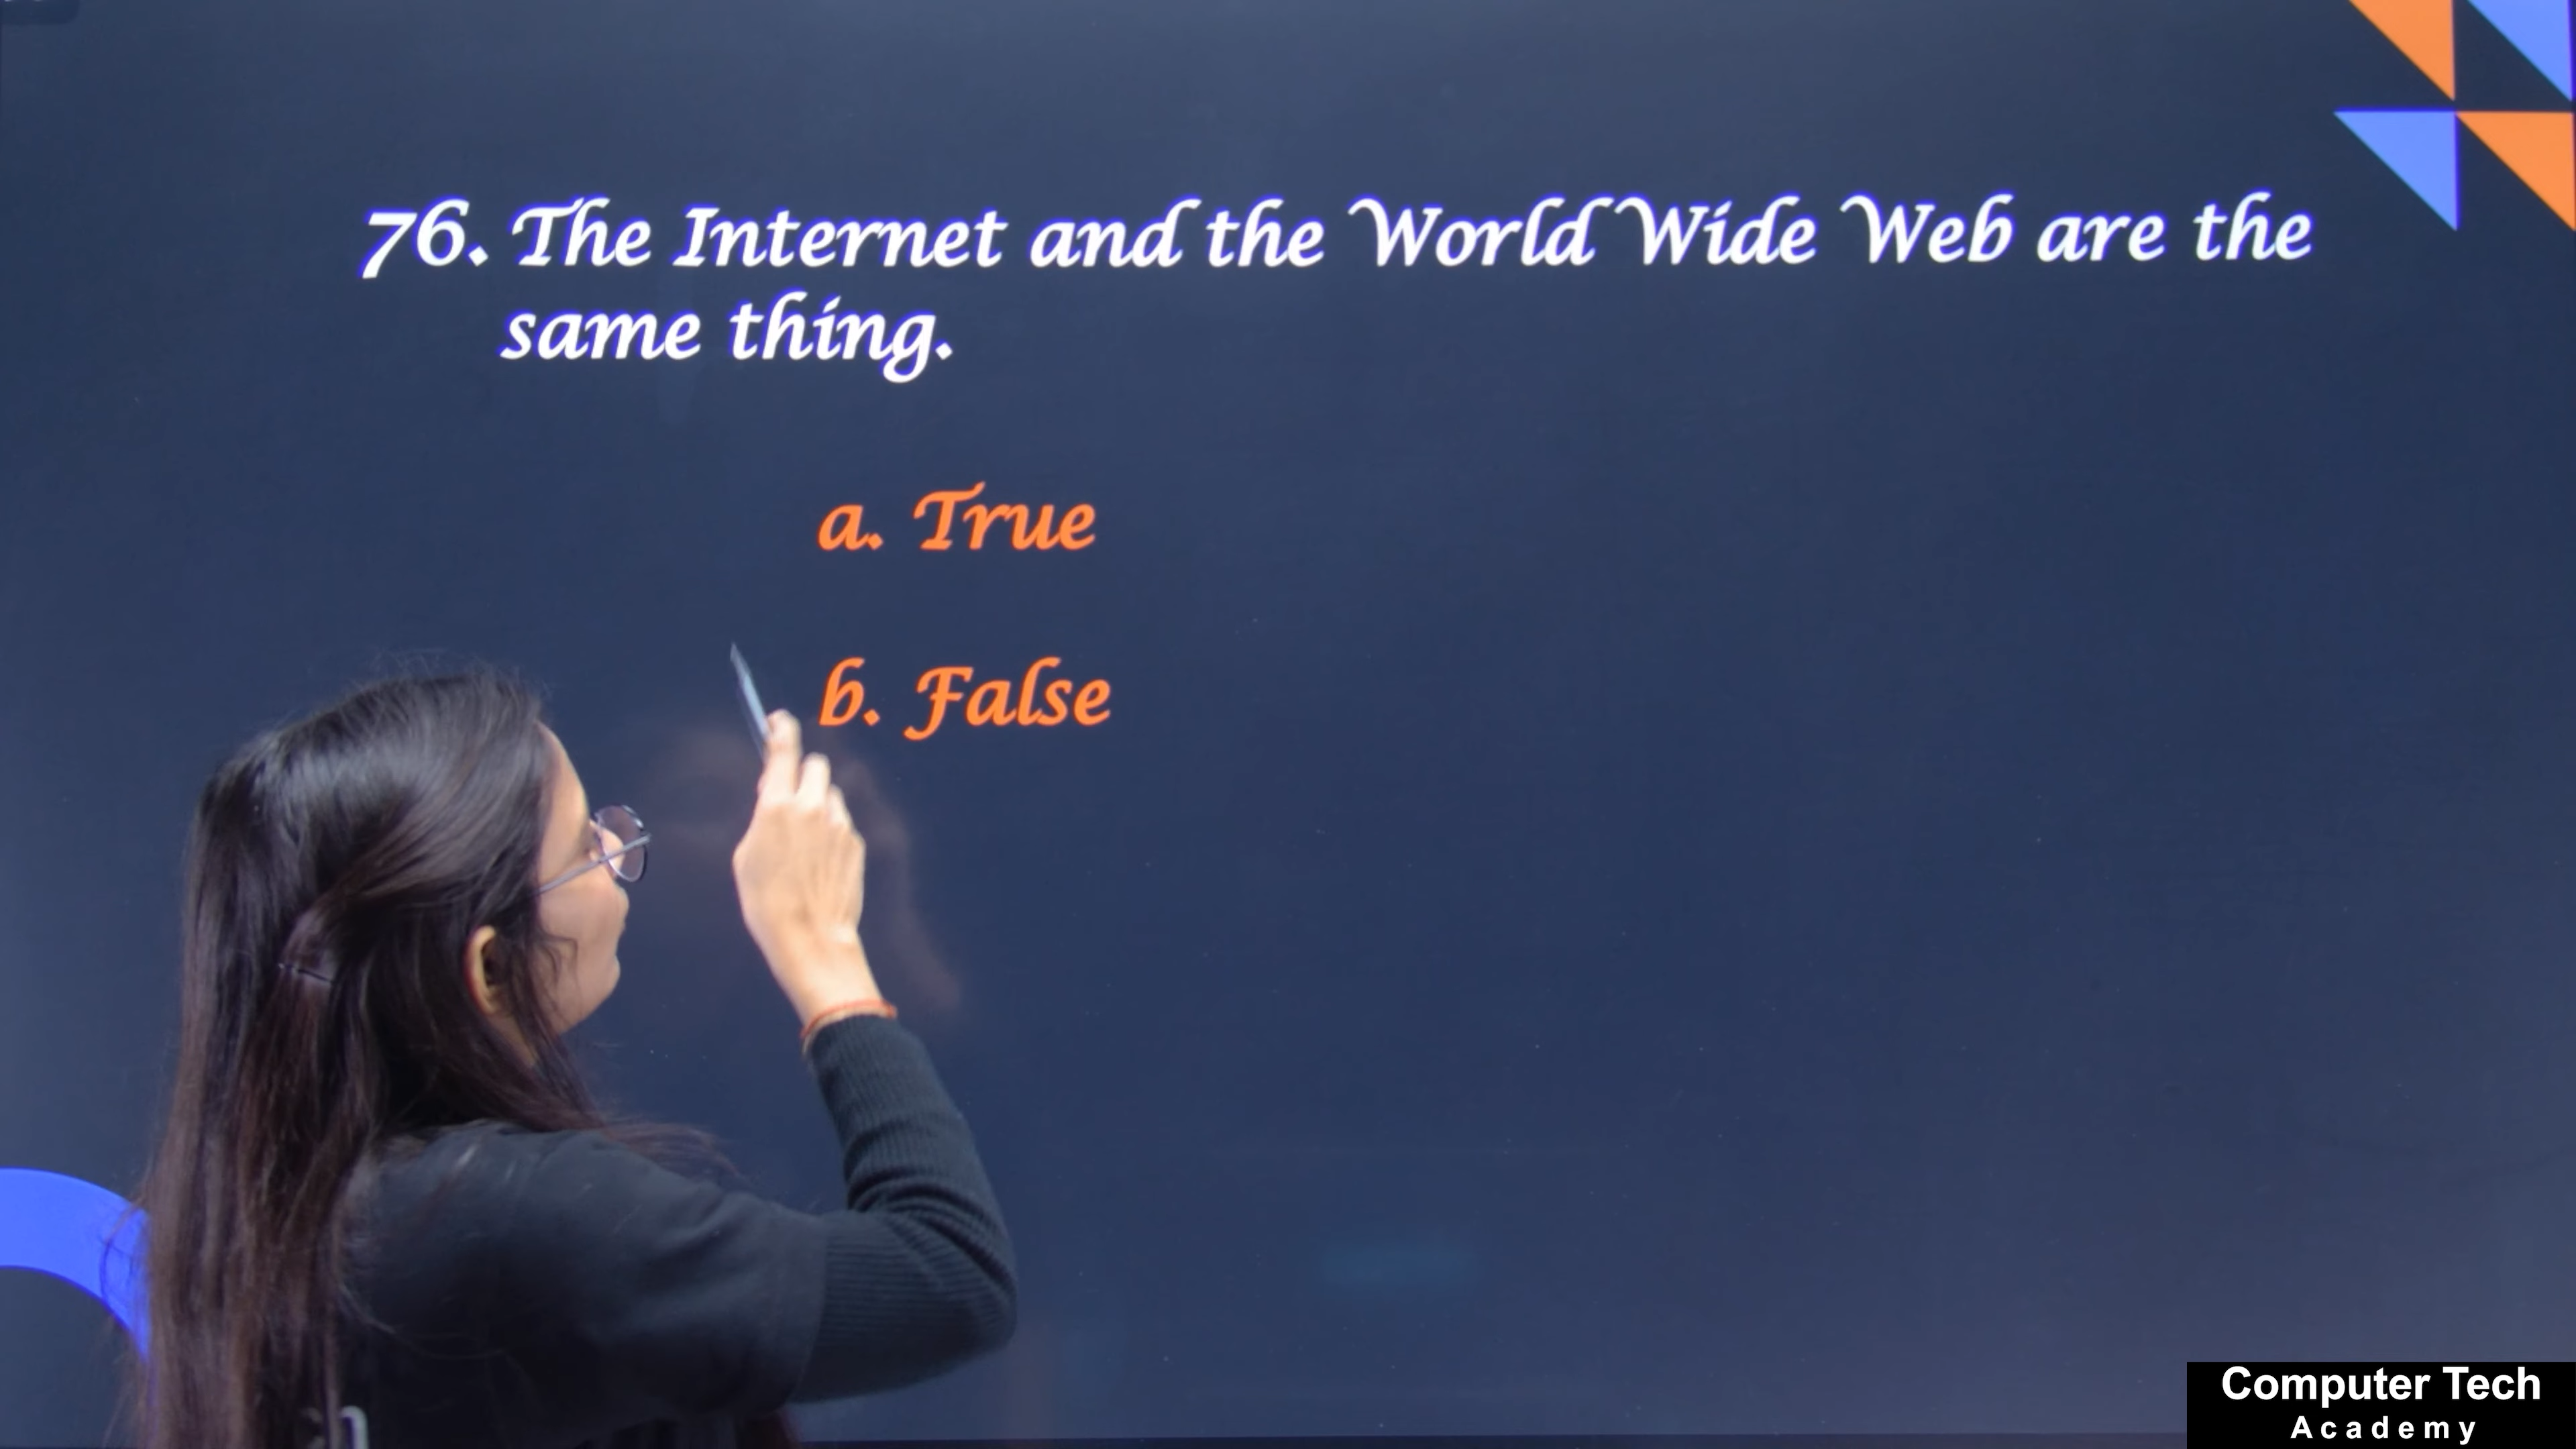 76. The Internet and the World Wide Web are the
same thing.
a. True
b. False
Computer Tech
Academy